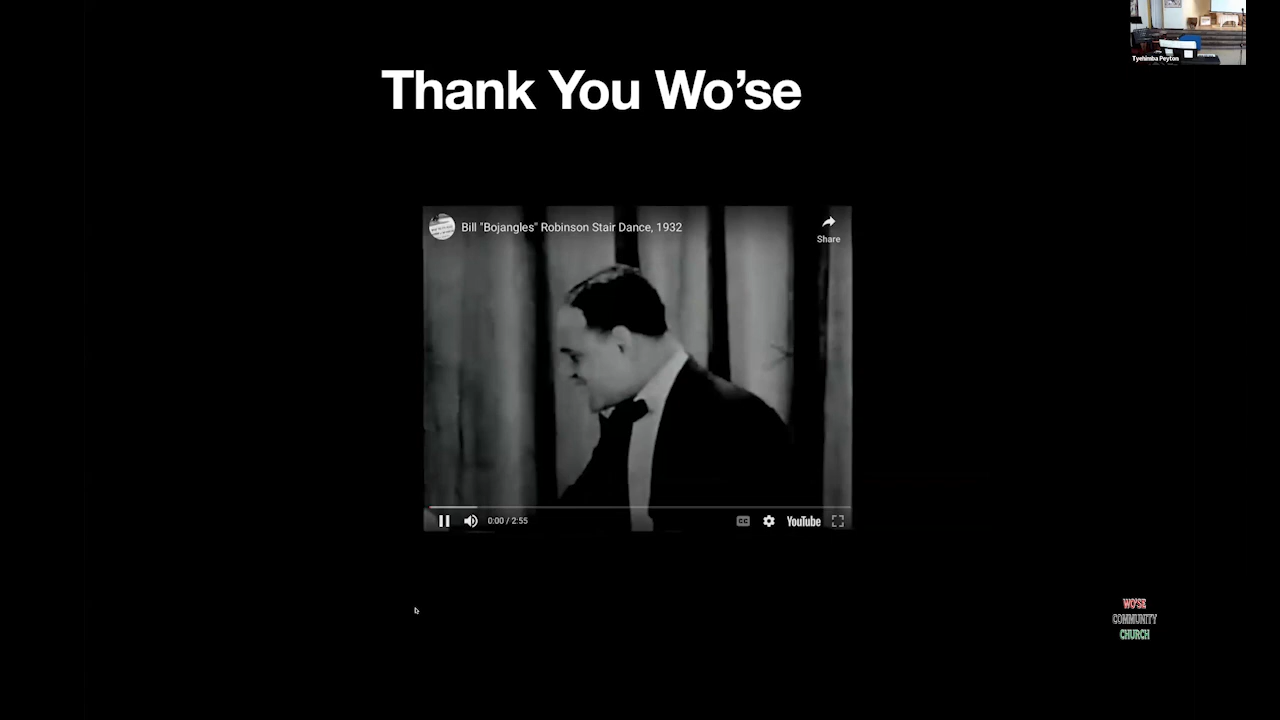 Tyehimba Peyton
Thank You Wo’se
Bill "Bojangles" Robinson Stair Dance, 1932
Share
0:00 / 2:55
CC
YouTube
WO'SE
COMMUNITY
CHURCH